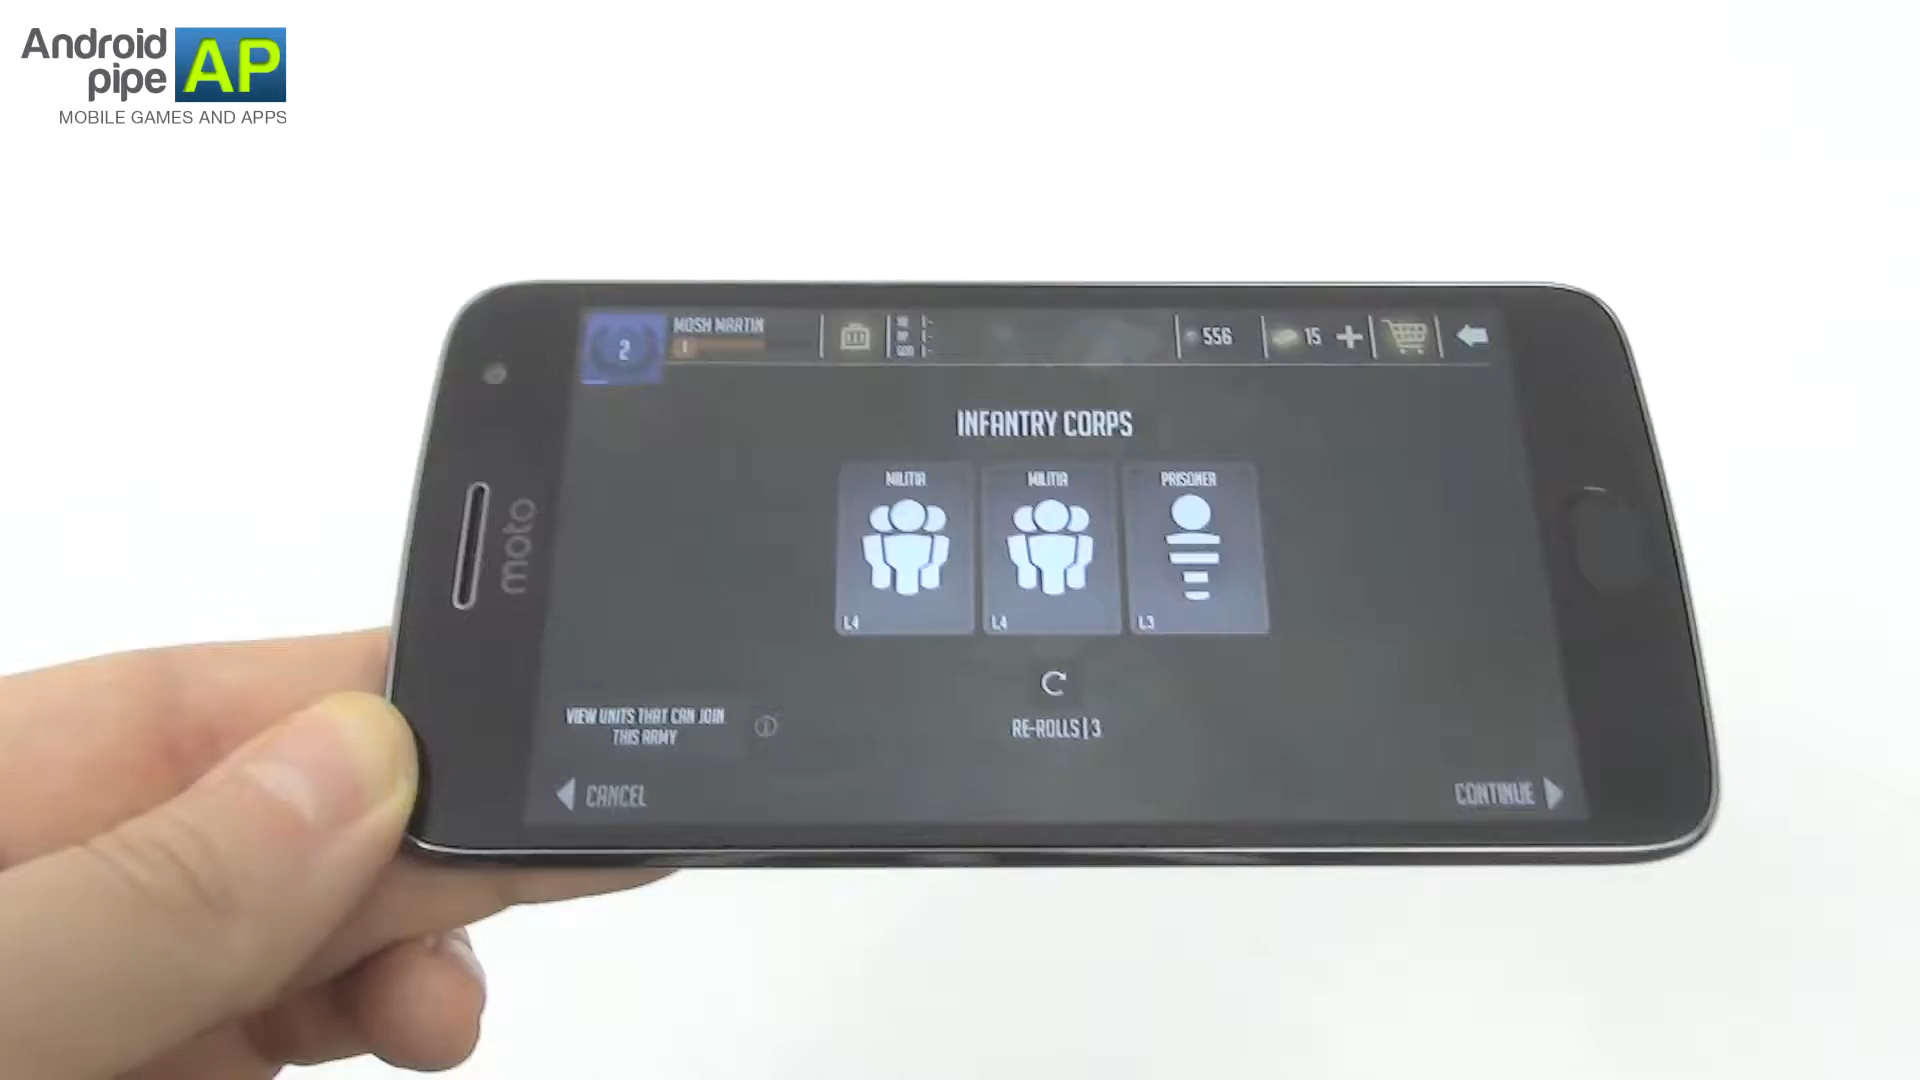 Android
pipe
AP
MOBILE GAMES AND APPS
moto
2
MOSH MARTIN
1
556
15
INFANTRY CORPS
MILITIA
L4
MILITIA
L4
PRISONER
L3
RE-ROLLS|3
VIEW UNITS THAT CAN JOIN
THIS ARMY
CANCEL
CONTINUE